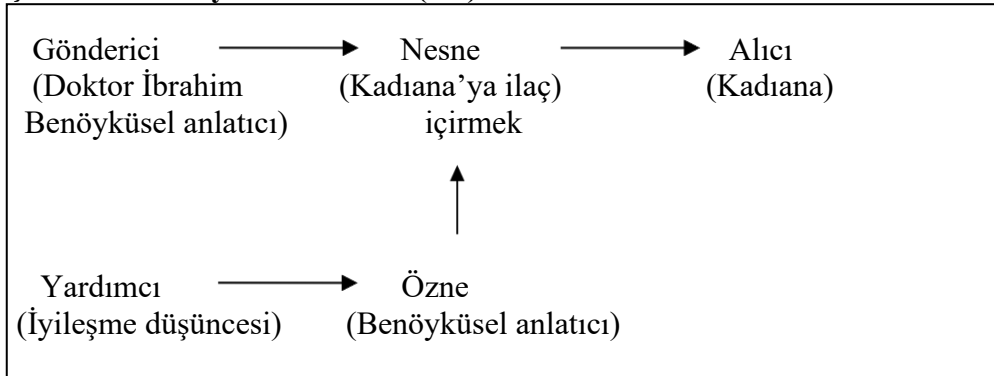 Gönderici Nesne Alıcı
(Doktor İbrahim (Kadıana’ya ilaç) (Kadıana)
Benöyküsel anlatıcı) içirmek
Yardımcı Özne
(İyileşme düşüncesi) (Benöyküsel anlatıcı)